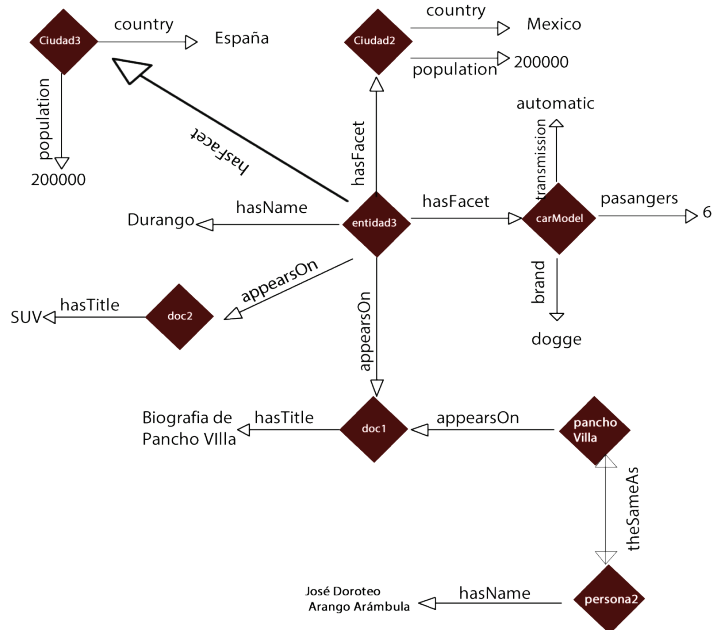 Ciudad3
country
España
Ciudad2
country
Mexico
population
200000
population
200000
hasFacet
hasFacet
automatic
transmission
Durango
hasName
entidad3
hasFacet
carModel
pasangers
6
brand
dogge
appearsOn
SUV
hasTitle
doc2
appearsOn
Biografia de
Pancho VIlla
hasTitle
doc1
appearsOn
pancho
Villa
theSameAs
José Doroteo
Arango Arámbula
hasName
persona2